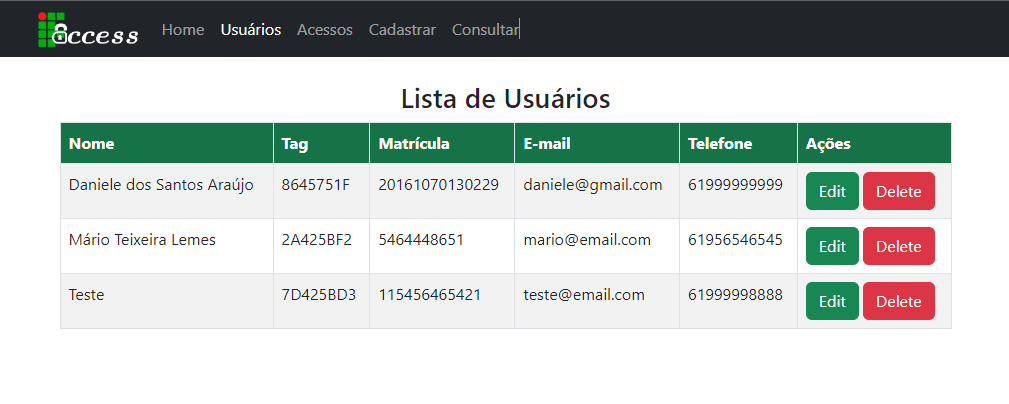 Access Home Usuários Acessos Cadastrar Consultar
Lista de Usuários
Nome Tag Matrícula E-mail Telefone Ações
Daniele dos Santos Araújo 8645751F 20161070130229 daniele@gmail.com 61999999999 Edit Delete
Mário Teixeira Lemes 2A425BF2 5464448651 mario@email.com 61956546545 Edit Delete
Teste 7D425BD3 115456465421 teste@email.com 61999998888 Edit Delete